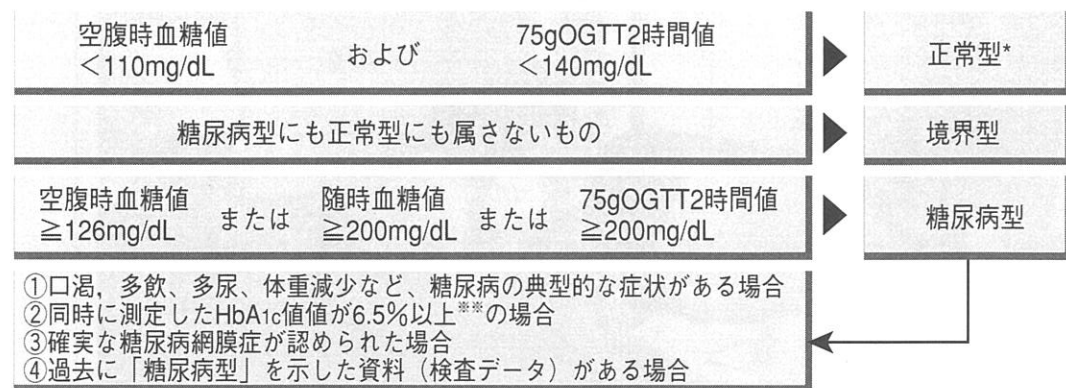 空腹時血糖値
<110mg/dL
および
75gOGTT2時間値
<140mg/dL
正常型*
糖尿病型にも正常型にも属さないもの
境界型
空腹時血糖値
≧126mg/dL
または
随時血糖値
≧200mg/dL
または
75gOGTT2時間値
≧200mg/dL
糖尿病型
①口渇，多飲、多尿、体重減少など、糖尿病の典型的な症状がある場合
②同時に測定したHbA1c値値が6.5％以上※※の場合
③確実な糖尿病網膜症が認められた場合
④過去に「糖尿病型」を示した資料（検査データ）がある場合